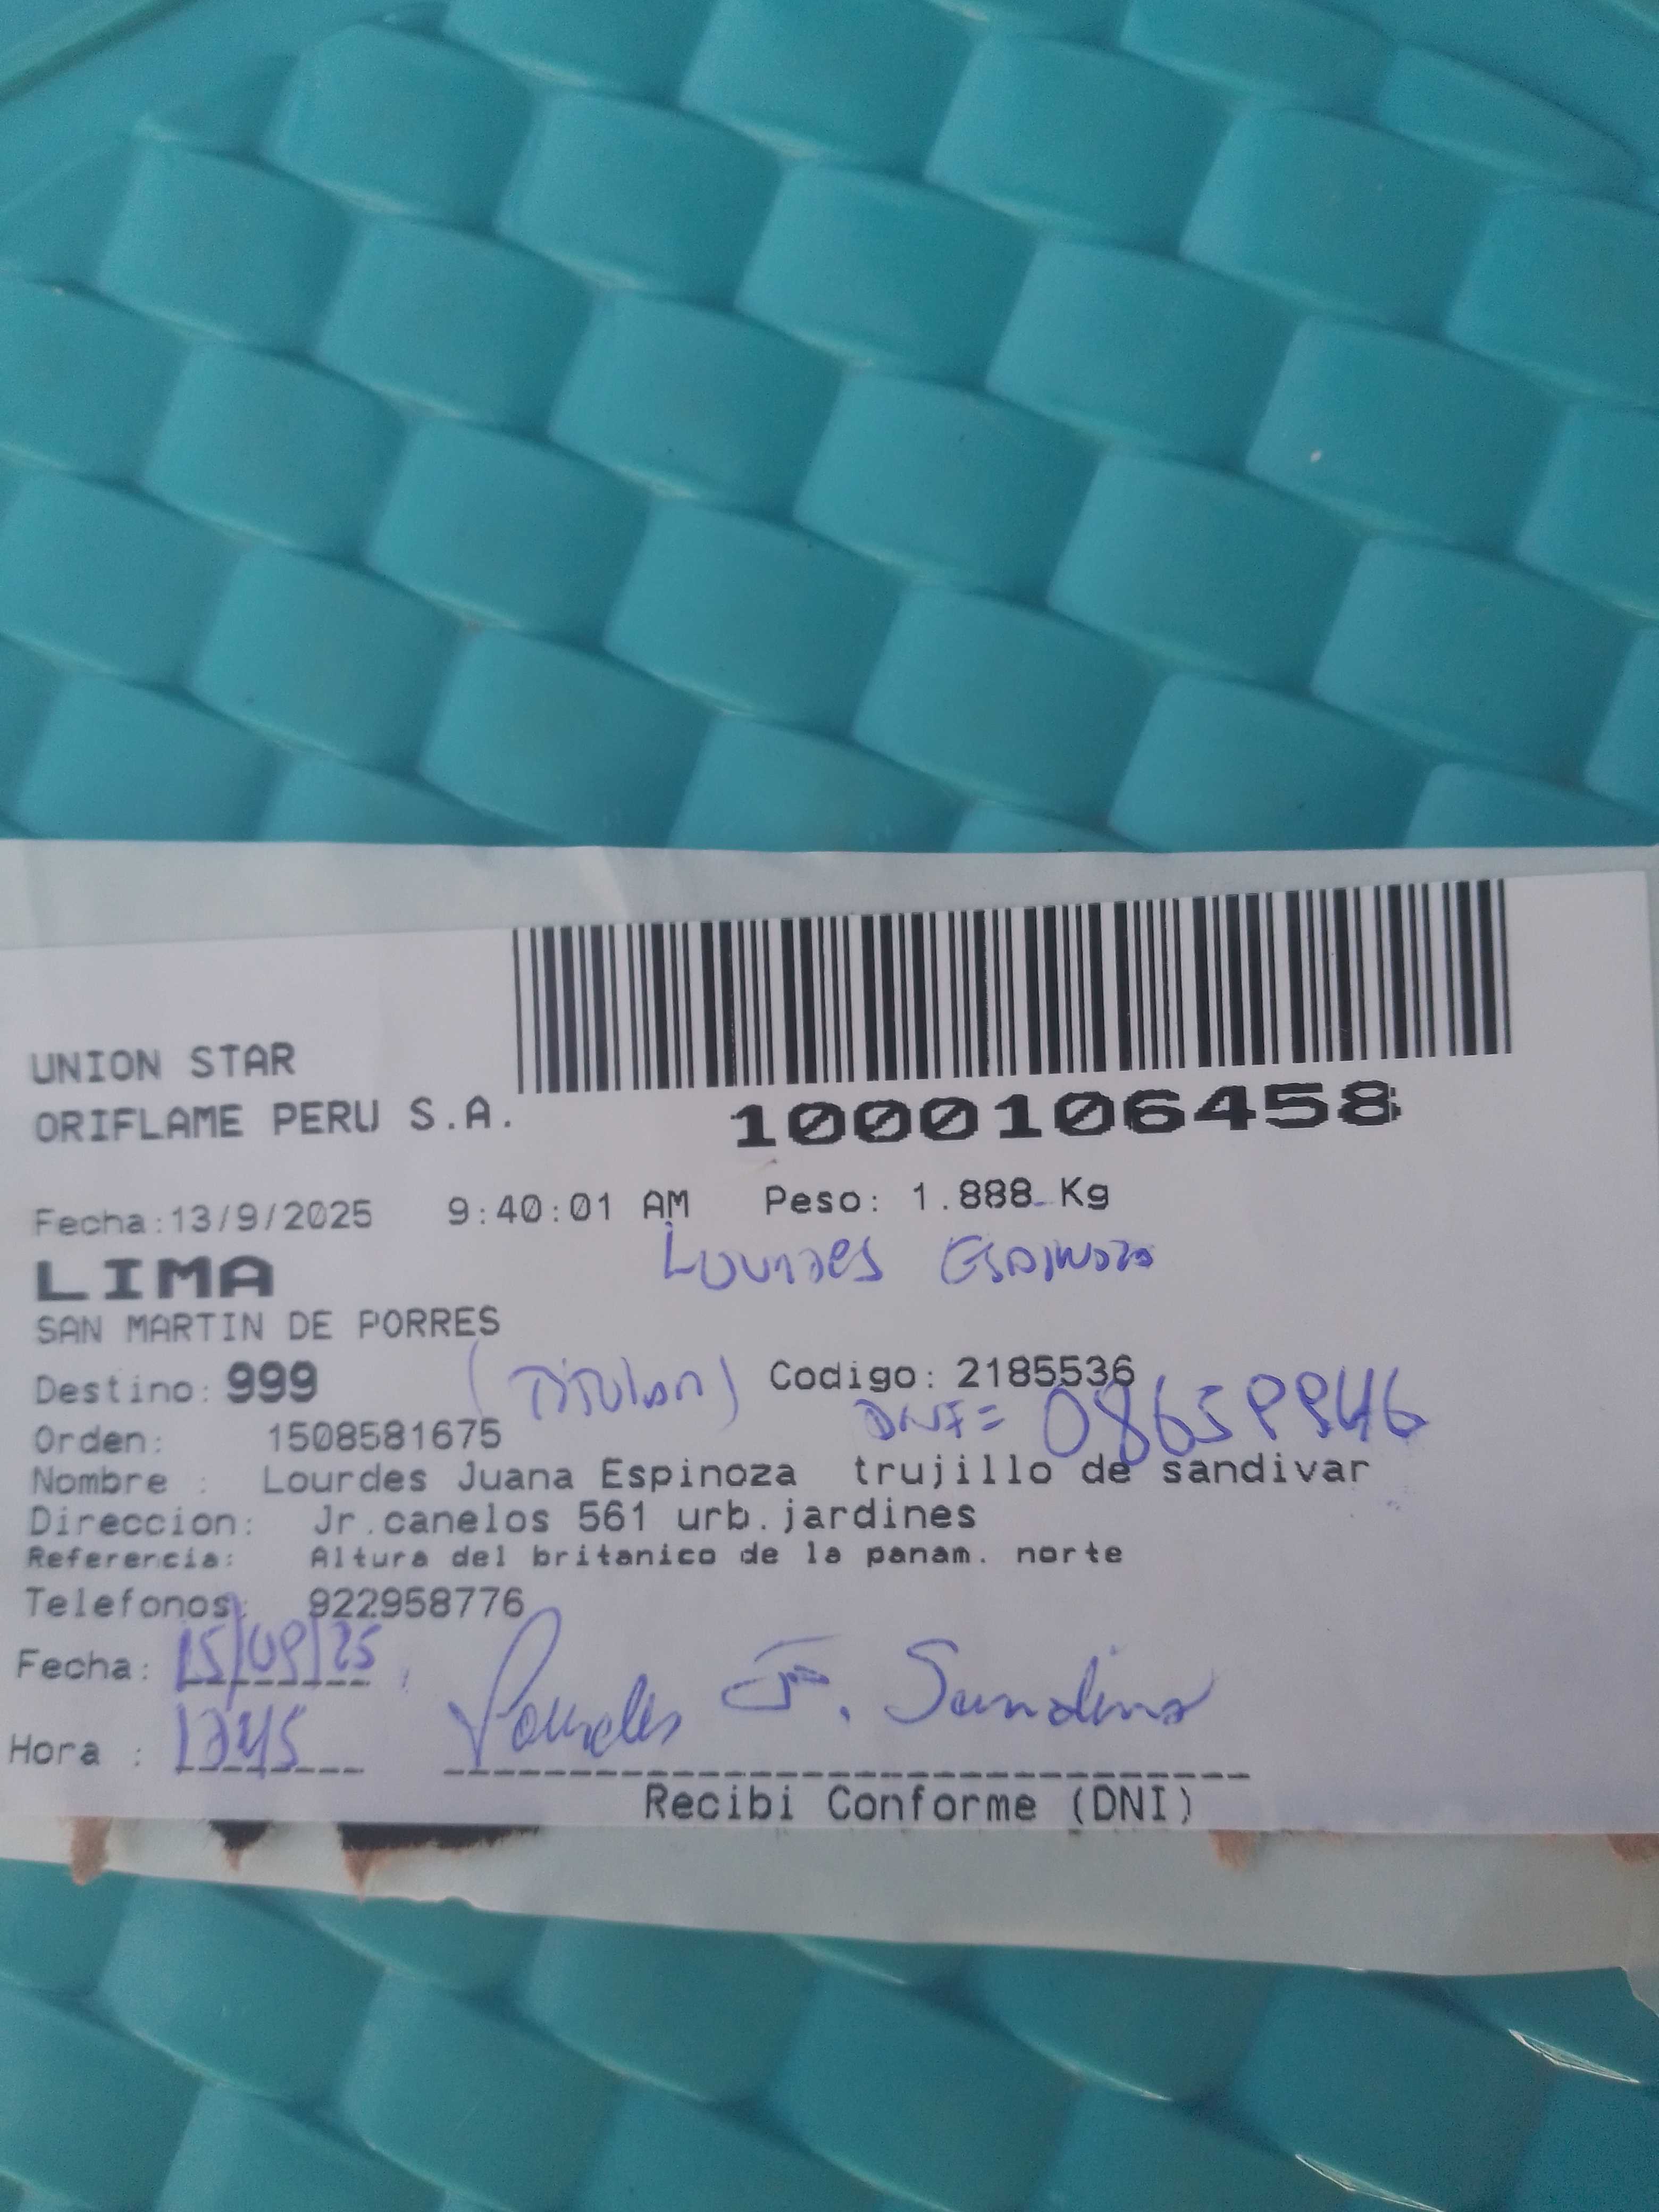 UNION STAR
ORIFLAME PERU S.A.
1000106458
Fecha:13/9/2025 9:40:01 AM Peso: 1.888 Kg
LIMA
Lourdes Espinoza
SAN MARTIN DE PORRES
Destino: 999 (Titular) Codigo: 2185536
DNI=
Orden: 1508581675
Nombre : Lourdes Juana Espinoza trujillo de sandivar
Direccion: Jr.canelos 561 urb.jardines
Referencia: Altura del britanico de la panam. norte
Telefonos: 922958776
Fecha: 15/09/25
Lourdes E.
Hora :
Recibi Conforme (DNI)